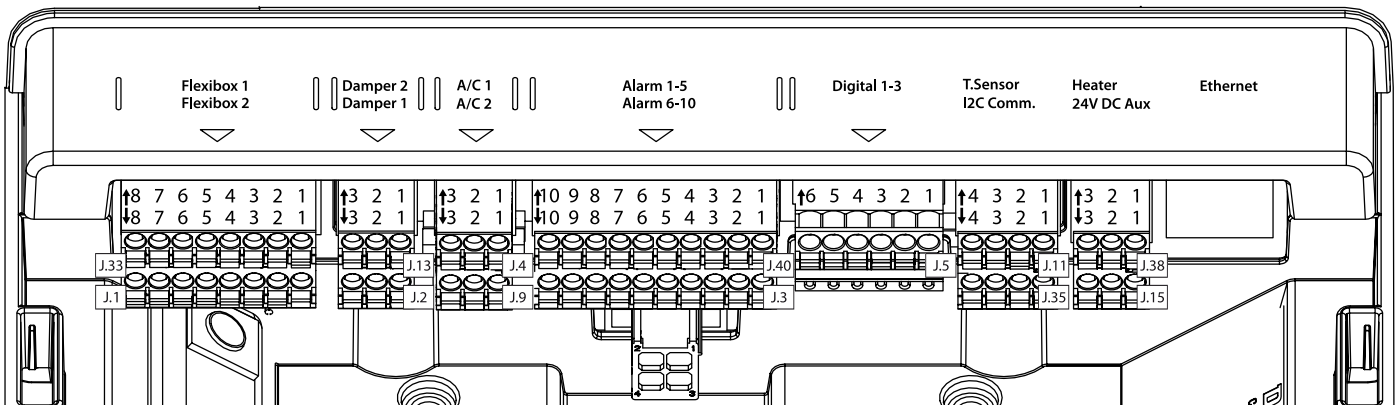 Flexibox 1 Damper 2 A/C 1 Alarm 1-5 Digital 1-3 T.Sensor Heater Ethernet
Flexibox 2 Damper 1 A/C 2 Alarm 6-10 I2C Comm. 24V DC Aux
8 7 6 5 4 3 2 1 3 2 1 3 2 1 10 9 8 7 6 5 4 3 2 1 6 5 4 3 2 1 4 3 2 1 3 2 1
8 7 6 5 4 3 2 1 3 2 1 3 2 1 10 9 8 7 6 5 4 3 2 1 4 3 2 1 3 2 1
J.33 J.13 J.4 J.40 J.5 J.11 J.38
J.1 J.2 J.9 J.3 J.35 J.15
2 1
4 3